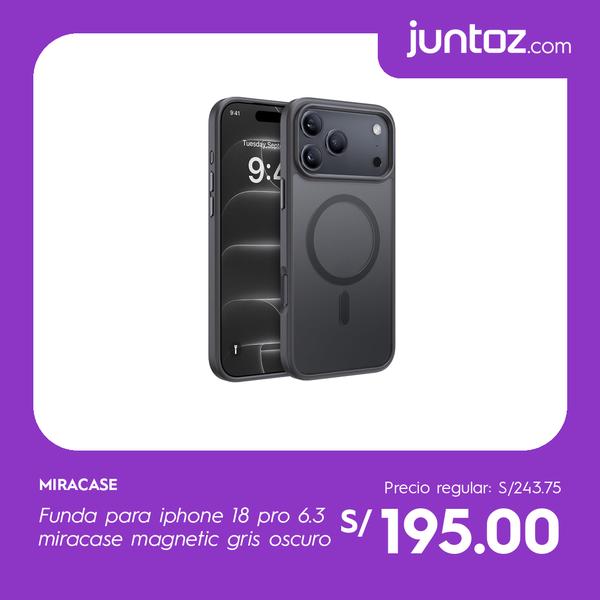 juntoz.com
9:41
Tuesday, Sept
9:4
MIRACASE
Funda para iphone 18 pro 6.3
miracase magnetic gris oscuro
Precio regular: S/243.75
S/195.00